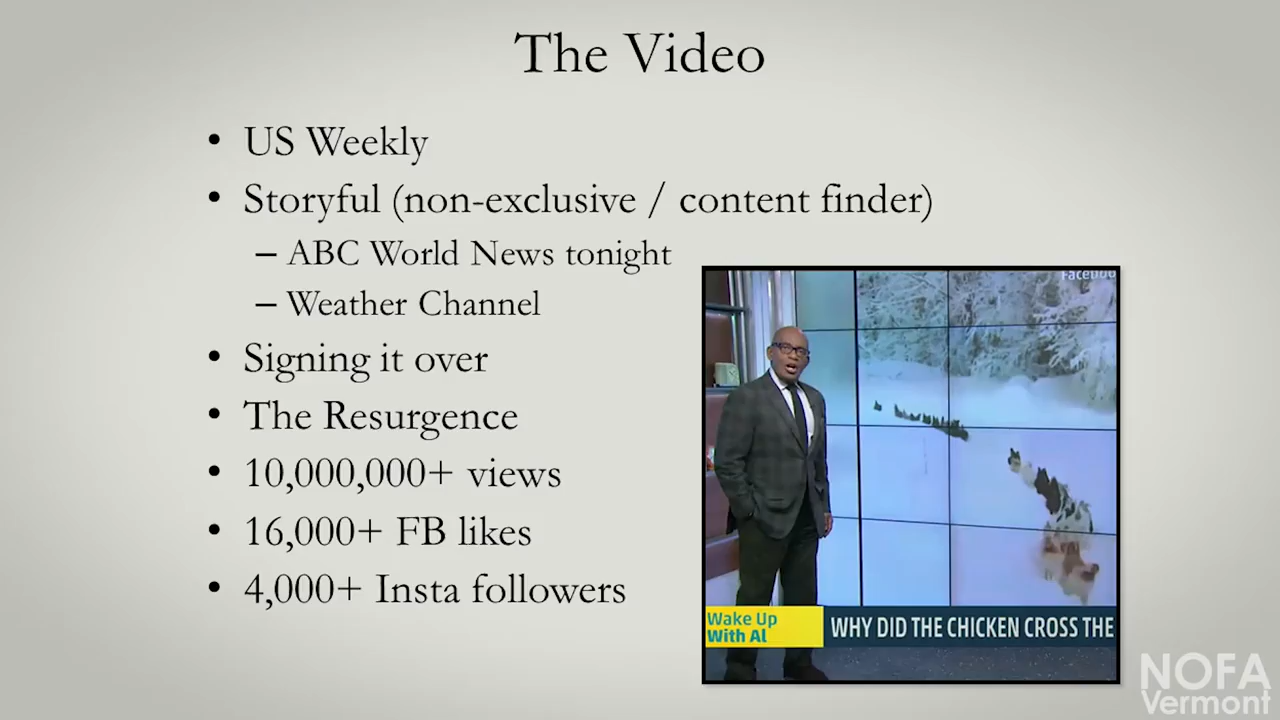 The Video
• US Weekly
• Storyful (non-exclusive / content finder)
– ABC World News tonight
– Weather Channel
• Signing it over
• The Resurgence
• 10,000,000+ views
• 16,000+ FB likes
• 4,000+ Insta followers
Wake Up
With Al
WHY DID THE CHICKEN CROSS THE
NOFA
Vermont